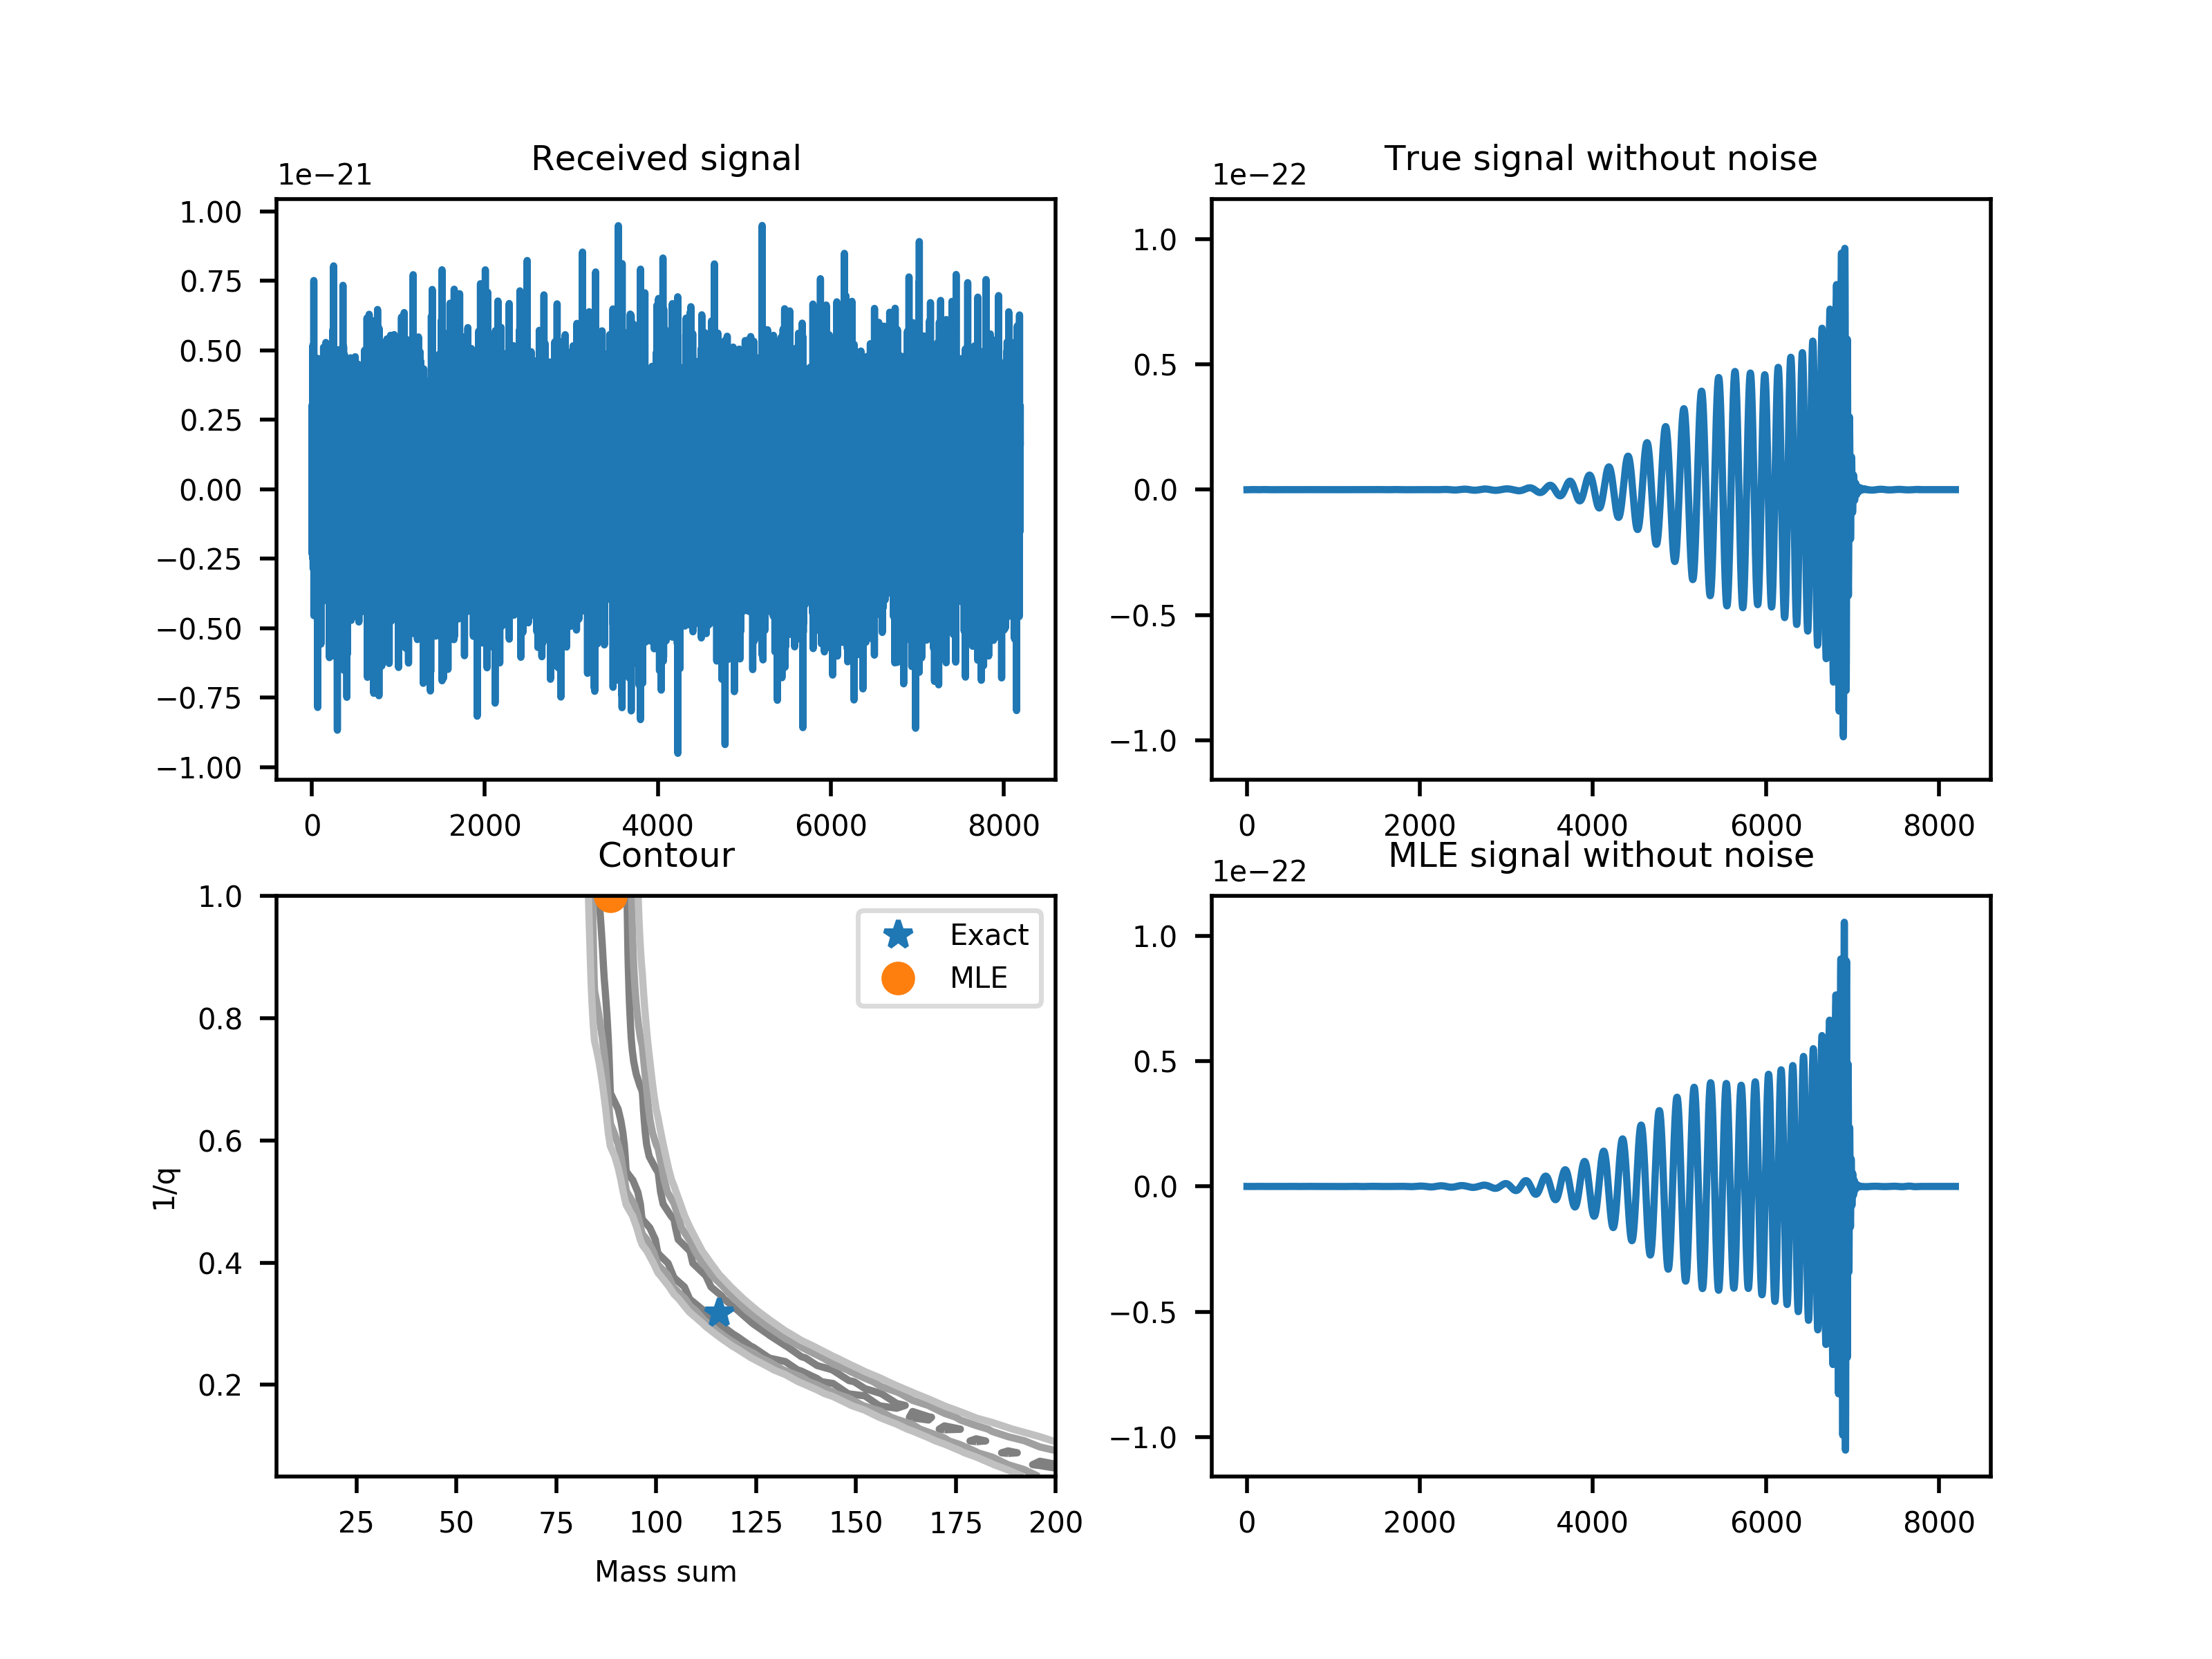 Received signal
1e−21
1.00
0.75
0.50
0.25
0.00
−0.25
−0.50
−0.75
−1.00
0 2000 4000 6000 8000
True signal without noise
1e−22
1.0
0.5
0.0
−0.5
−1.0
0 2000 4000 6000 8000
Contour
1.0
0.8
0.6
0.4
0.2
1/q
25 50 75 100 125 150 175 200
Mass sum
Exact
MLE
MLE signal without noise
1e−22
1.0
0.5
0.0
−0.5
−1.0
0 2000 4000 6000 8000